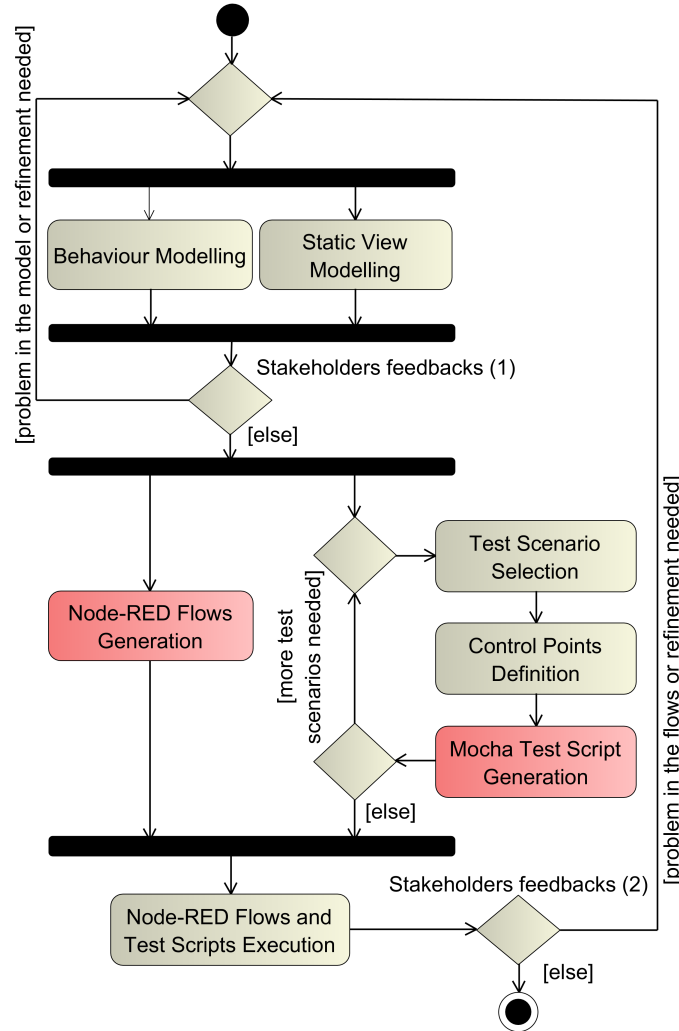 [problem in the model or refinement needed]
Behaviour Modelling
Static View
Modelling
Stakeholders feedbacks (1)
[else]
Test Scenario
Selection
Node-RED Flows
Generation
[more test
scenarios needed]
Control Points
Definition
Mocha Test Script
Generation
[problem in the flows or refinement needed]
[else]
Stakeholders feedbacks (2)
Node-RED Flows and
Test Scripts Execution
[else]